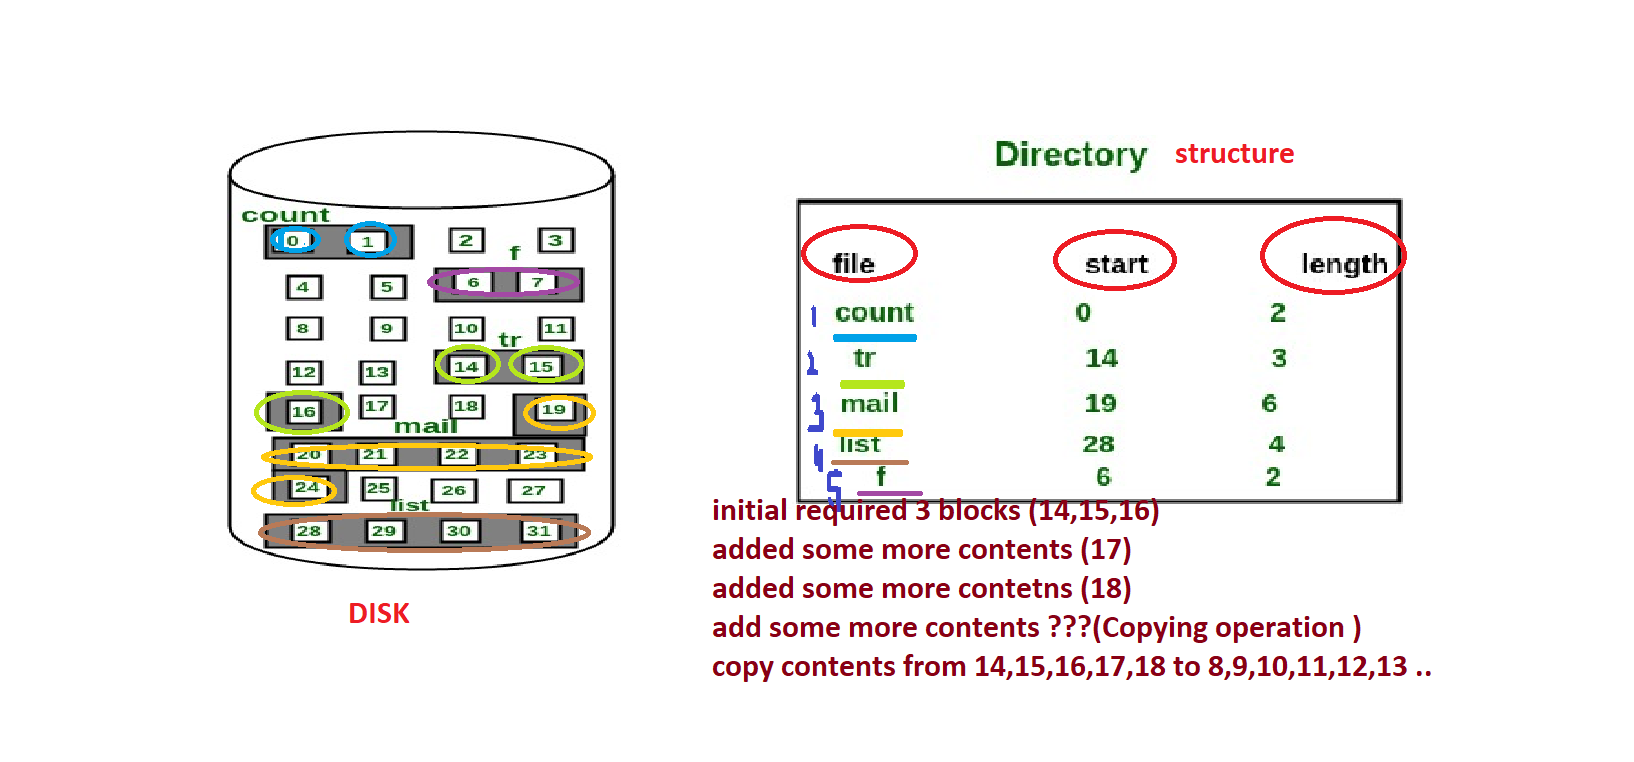 Directory structure
count
0 1 2 3
f
4 5 6 7
8 9 10 11
tr
12 13 14 15
16 17 18 19
mail
20 21 22 23
24 25 26 27
list
28 29 30 31
DISK
file start length
1 count 0 2
2 tr 14 3
3 mail 19 6
4 list 28 4
5 f 6 2
initial required 3 blocks (14,15,16)
added some more contents (17)
added some more contetns (18)
add some more contents ???(Copying operation )
copy contents from 14,15,16,17,18 to 8,9,10,11,12,13 ..